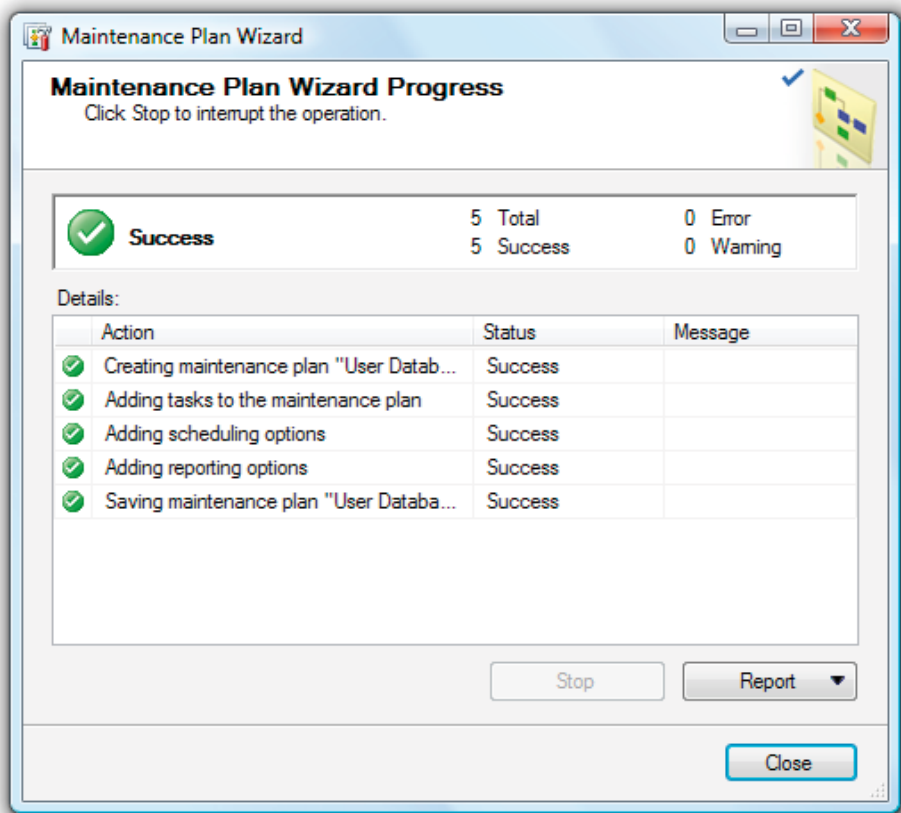 Maintenance Plan Wizard
Maintenance Plan Wizard Progress
Click Stop to interrupt the operation.
Success
5 Total 0 Error
5 Success 0 Warning
Details:
Action Status Message
Creating maintenance plan "User Datab... Success
Adding tasks to the maintenance plan Success
Adding scheduling options Success
Adding reporting options Success
Saving maintenance plan "User Databa... Success
Stop Report
Close